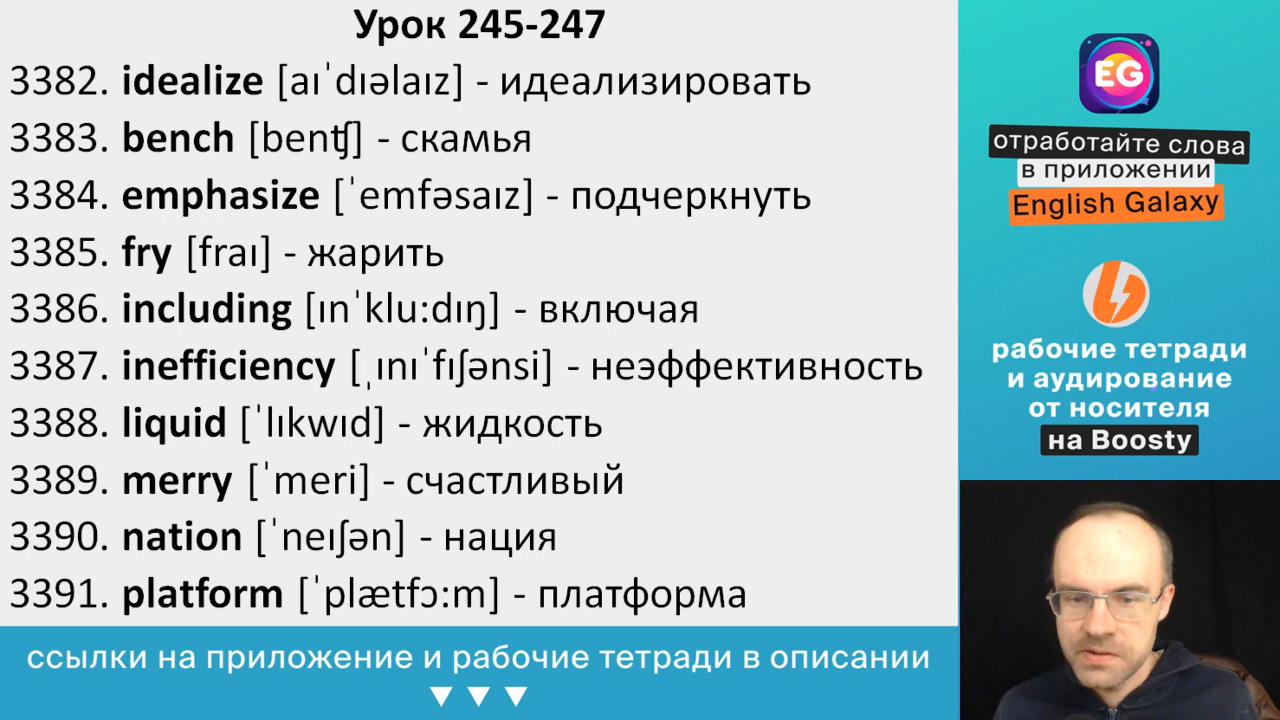 Урок 245-247
3382. idealize [aɪˈdɪəlaɪz] - идеализировать
3383. bench [benʧ] - скамья
3384. emphasize [ˈemfəsaɪz] - подчеркнуть
3385. fry [fraɪ] - жарить
3386. including [ɪnˈklu:dɪŋ] - включая
3387. inefficiency [ˌɪnɪˈfɪʃənsi] - неэффективность
3388. liquid [ˈlɪkwɪd] - жидкость
3389. merry [ˈmeri] - счастливый
3390. nation [ˈneɪʃən] - нация
3391. platform [ˈplætfɔ:m] - платформа
ссылки на приложение и рабочие тетради в описании
EG
отработайте слова
в приложении
English Galaxy
рабочие тетради
и аудирование
от носителя
на Boosty